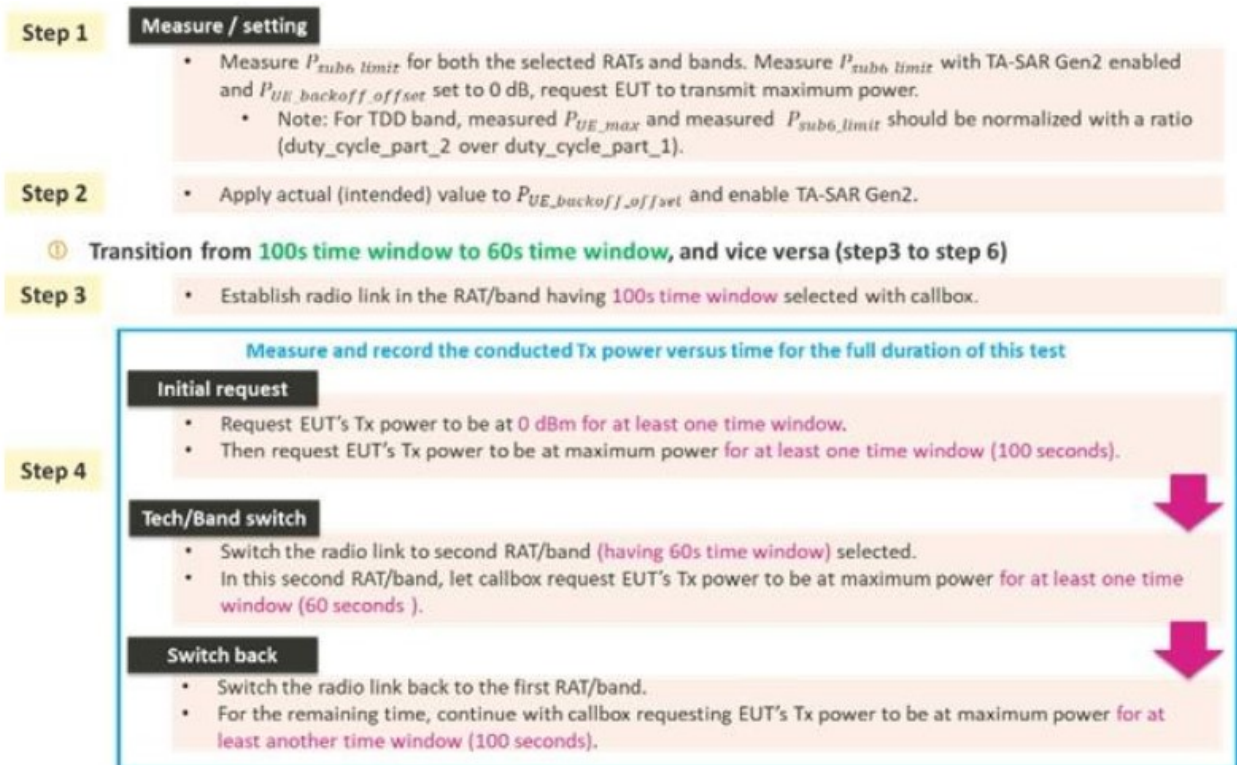 Step 1
Measure / setting
• Measure P_sub6 limit for both the selected RATs and bands. Measure P_sub6 limit with TA-SAR Gen2 enabled
and P_UE_backoff_offset set to 0 dB, request EUT to transmit maximum power.
• Note: For TDD band, measured P_UE_max and measured P_sub6_limit should be normalized with a ratio
(duty_cycle_part_2 over duty_cycle_part_1).
Step 2
• Apply actual (intended) value to P_UE_backoff_offset and enable TA-SAR Gen2.
① Transition from 100s time window to 60s time window, and vice versa (step3 to step 6)
Step 3
• Establish radio link in the RAT/band having 100s time window selected with callbox.
Step 4
Measure and record the conducted Tx power versus time for the full duration of this test
Initial request
• Request EUT's Tx power to be at 0 dBm for at least one time window.
• Then request EUT's Tx power to be at maximum power for at least one time window (100 seconds).
Tech/Band switch
• Switch the radio link to second RAT/band (having 60s time window) selected.
• In this second RAT/band, let callbox request EUT's Tx power to be at maximum power for at least one time
window (60 seconds ).
Switch back
• Switch the radio link back to the first RAT/band.
• For the remaining time, continue with callbox requesting EUT's Tx power to be at maximum power for at
least another time window (100 seconds).